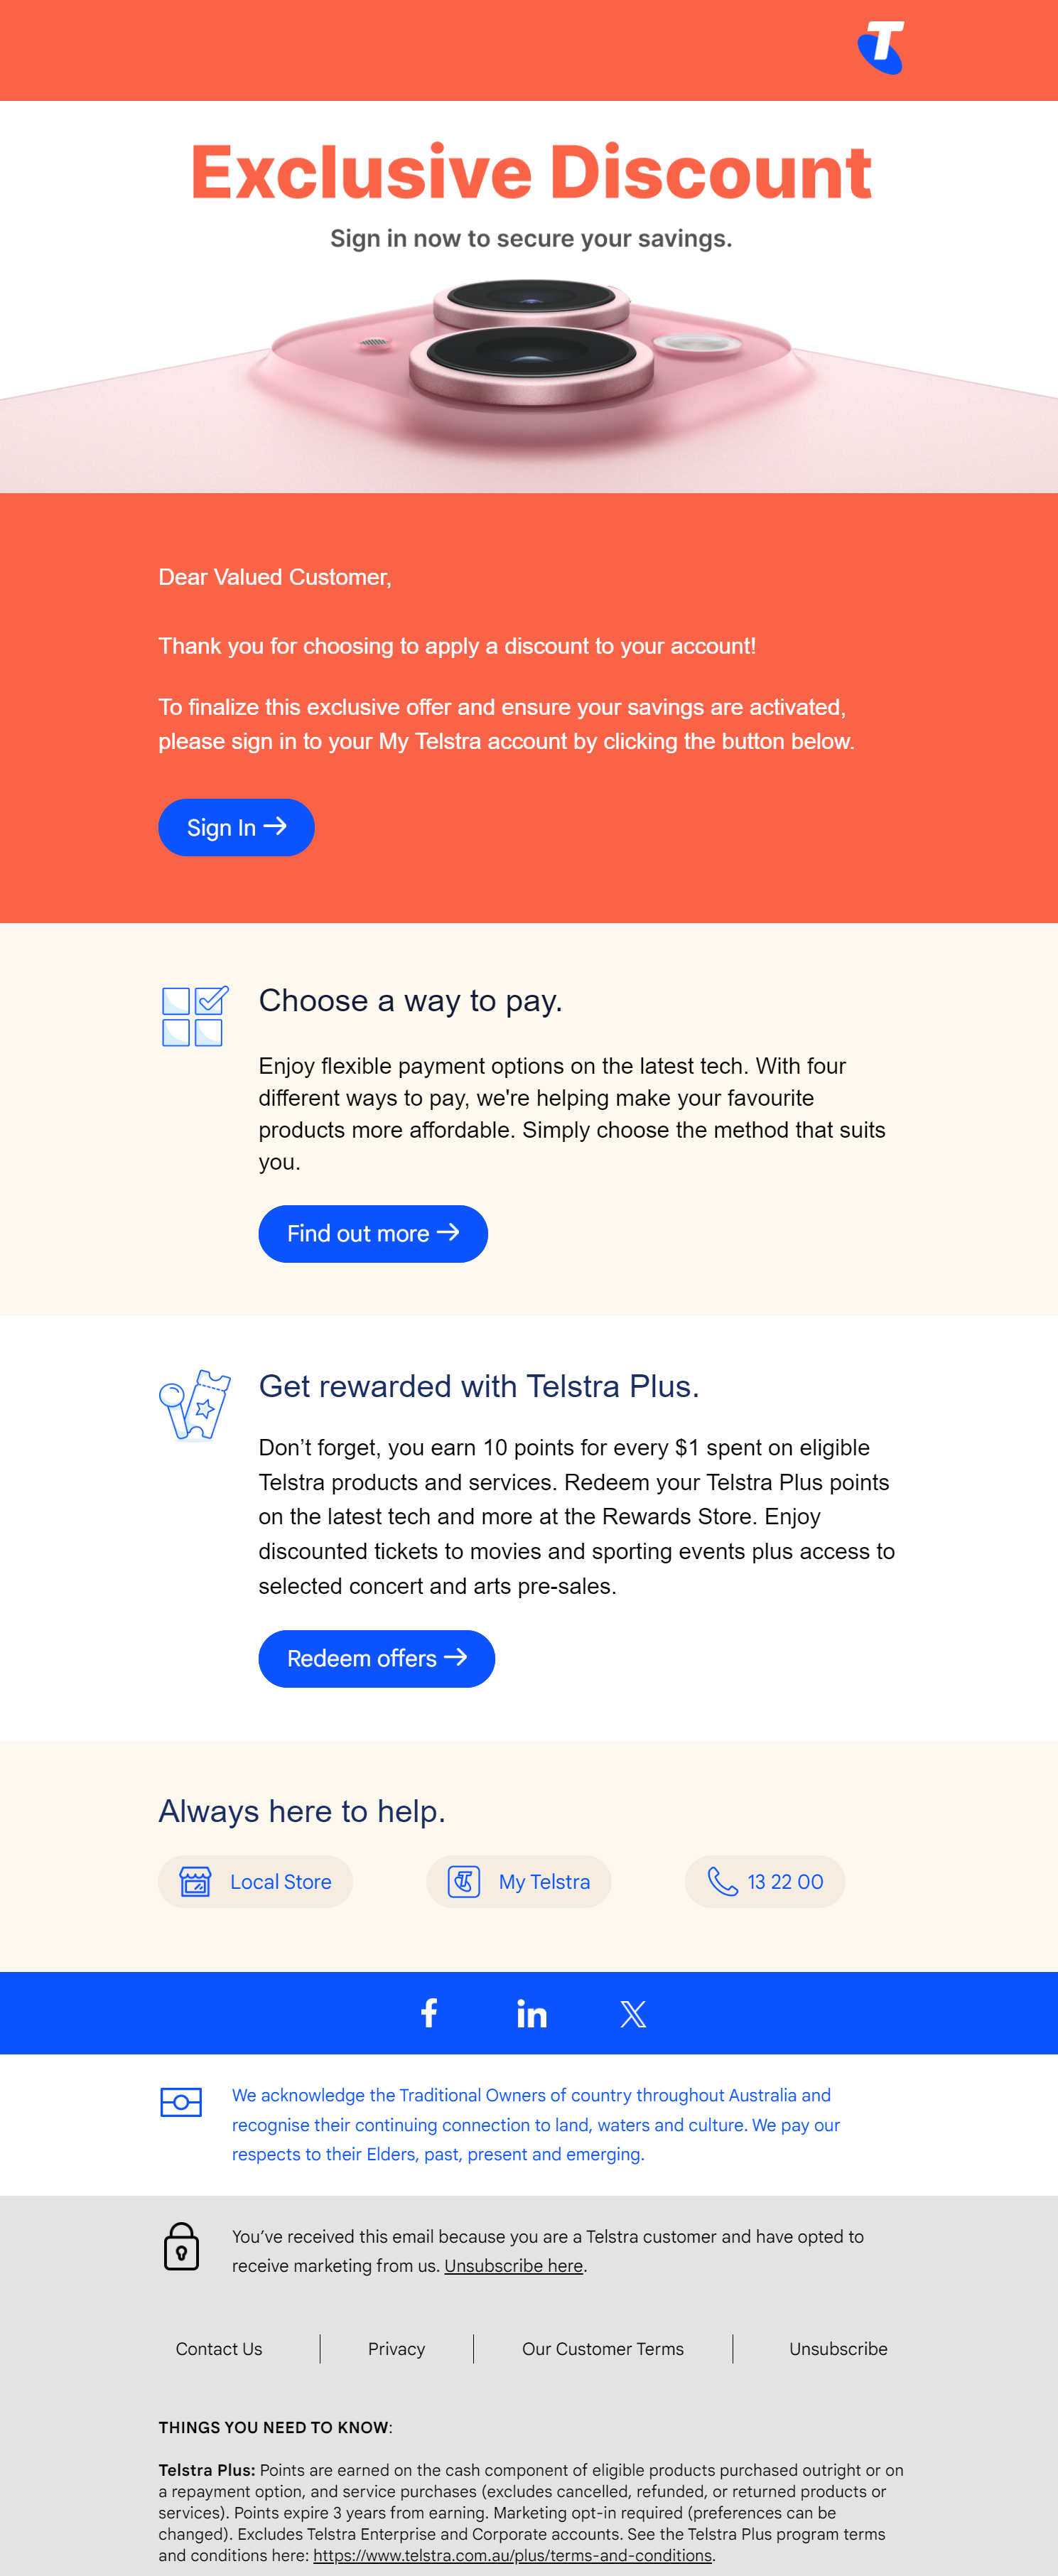 T
Exclusive Discount
Sign in now to secure your savings.
Dear Valued Customer,
Thank you for choosing to apply a discount to your account!
To finalize this exclusive offer and ensure your savings are activated,
please sign in to your My Telstra account by clicking the button below.
Sign In →
Choose a way to pay.
Enjoy flexible payment options on the latest tech. With four
different ways to pay, we're helping make your favourite
products more affordable. Simply choose the method that suits
you.
Find out more →
Get rewarded with Telstra Plus.
Don’t forget, you earn 10 points for every $1 spent on eligible
Telstra products and services. Redeem your Telstra Plus points
on the latest tech and more at the Rewards Store. Enjoy
discounted tickets to movies and sporting events plus access to
selected concert and arts pre-sales.
Redeem offers →
Always here to help.
Local Store
My Telstra
13 22 00
f in X
We acknowledge the Traditional Owners of country throughout Australia and
recognise their continuing connection to land, waters and culture. We pay our
respects to their Elders, past, present and emerging.
You’ve received this email because you are a Telstra customer and have opted to
receive marketing from us. Unsubscribe here.
Contact Us | Privacy | Our Customer Terms | Unsubscribe
THINGS YOU NEED TO KNOW:
Telstra Plus: Points are earned on the cash component of eligible products purchased outright or on
a repayment option, and service purchases (excludes cancelled, refunded, or returned products or
services). Points expire 3 years from earning. Marketing opt-in required (preferences can be
changed). Excludes Telstra Enterprise and Corporate accounts. See the Telstra Plus program terms
and conditions here: https://www.telstra.com.au/plus/terms-and-conditions.